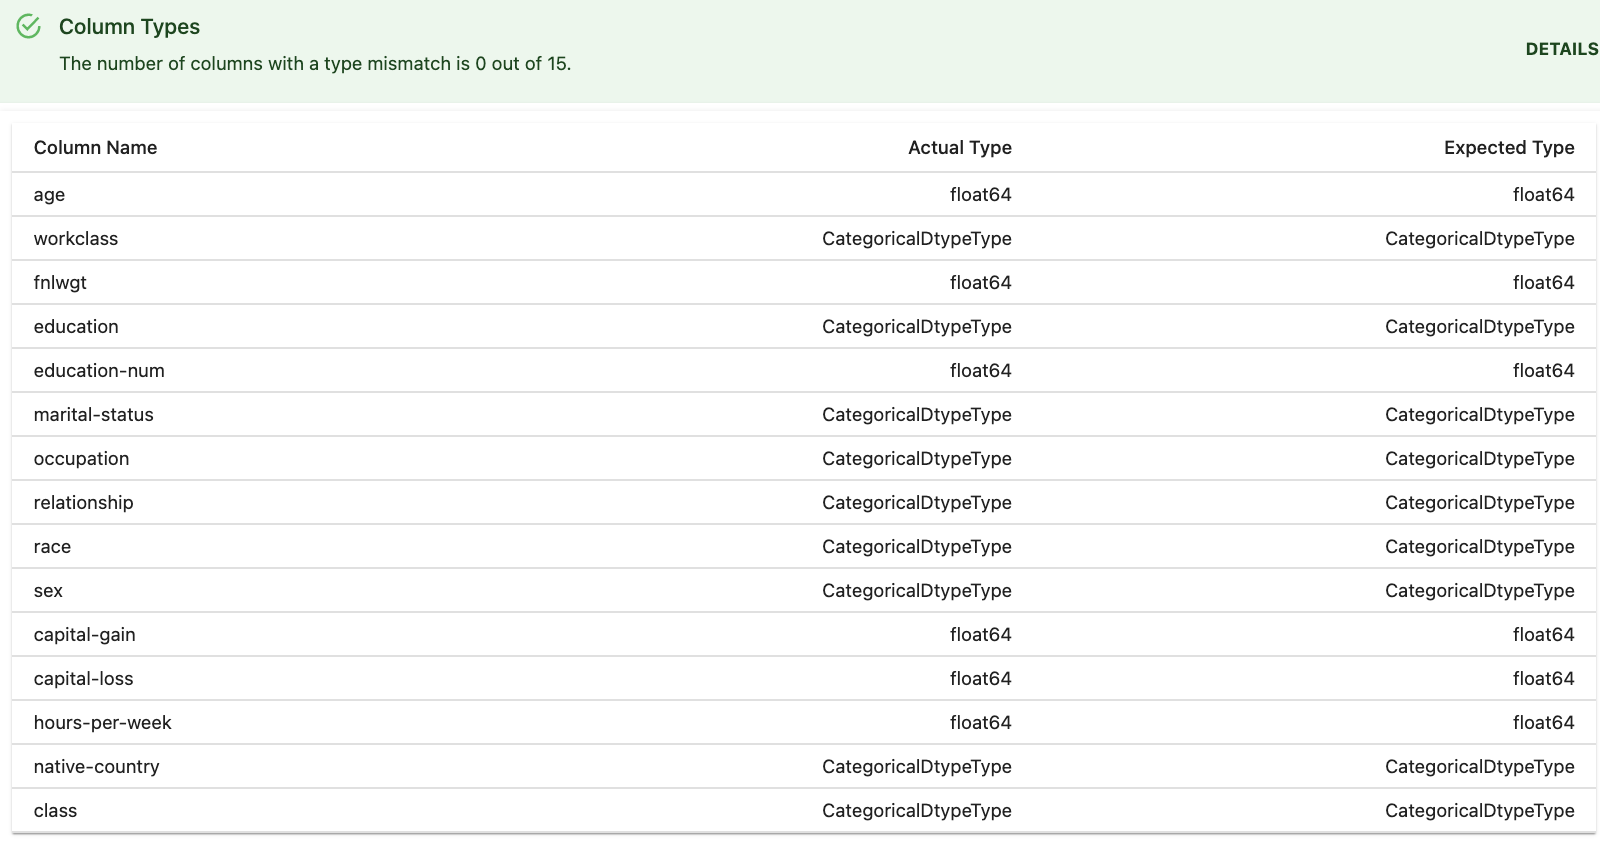 Column Types
The number of columns with a type mismatch is 0 out of 15.
DETAILS
Column Name Actual Type Expected Type
age float64 float64
workclass CategoricalDtypeType CategoricalDtypeType
fnlwgt float64 float64
education CategoricalDtypeType CategoricalDtypeType
education-num float64 float64
marital-status CategoricalDtypeType CategoricalDtypeType
occupation CategoricalDtypeType CategoricalDtypeType
relationship CategoricalDtypeType CategoricalDtypeType
race CategoricalDtypeType CategoricalDtypeType
sex CategoricalDtypeType CategoricalDtypeType
capital-gain float64 float64
capital-loss float64 float64
hours-per-week float64 float64
native-country CategoricalDtypeType CategoricalDtypeType
class CategoricalDtypeType CategoricalDtypeType